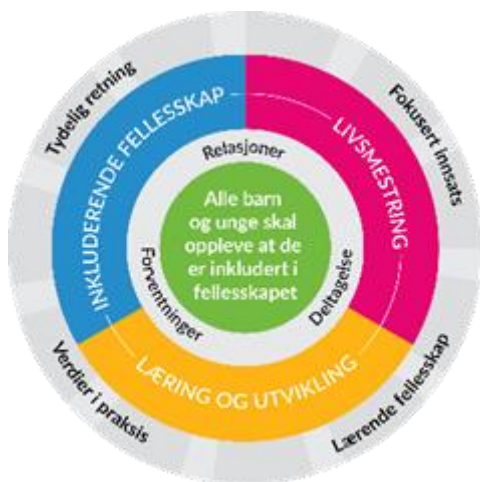 Tydelig retning
Fokusert innsats
INKLUDERENDE FELLESSKAP
LIVSMESTRING
Relasjoner
Alle barn
og unge skal
oppleve at de
er inkludert i
fellesskapet
Forventninger
Deltagelse
LÆRING OG UTVIKLING
Verdier i praksis
Lærende fellesskap